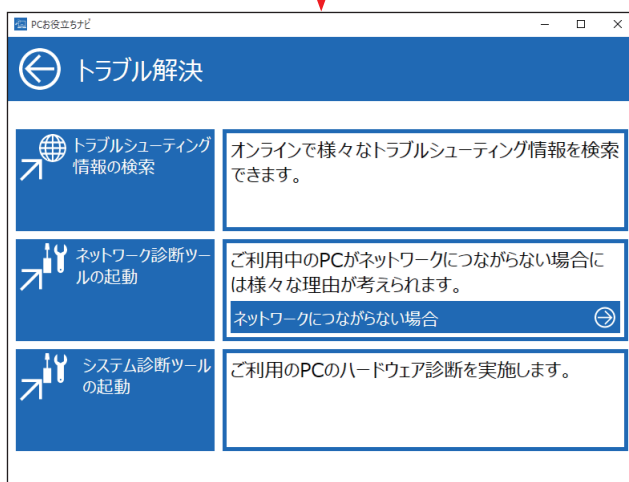 PCお役立ちナビ
トラブル解決
トラブルシューティング
情報の検索
オンラインで様々なトラブルシューティング情報を検索
できます。
ネットワーク診断ツー
ルの起動
ご利用中のPCがネットワークにつながらない場合に
は様々な理由が考えられます。
ネットワークにつながらない場合
システム診断ツール
の起動
ご利用のPCのハードウェア診断を実施します。